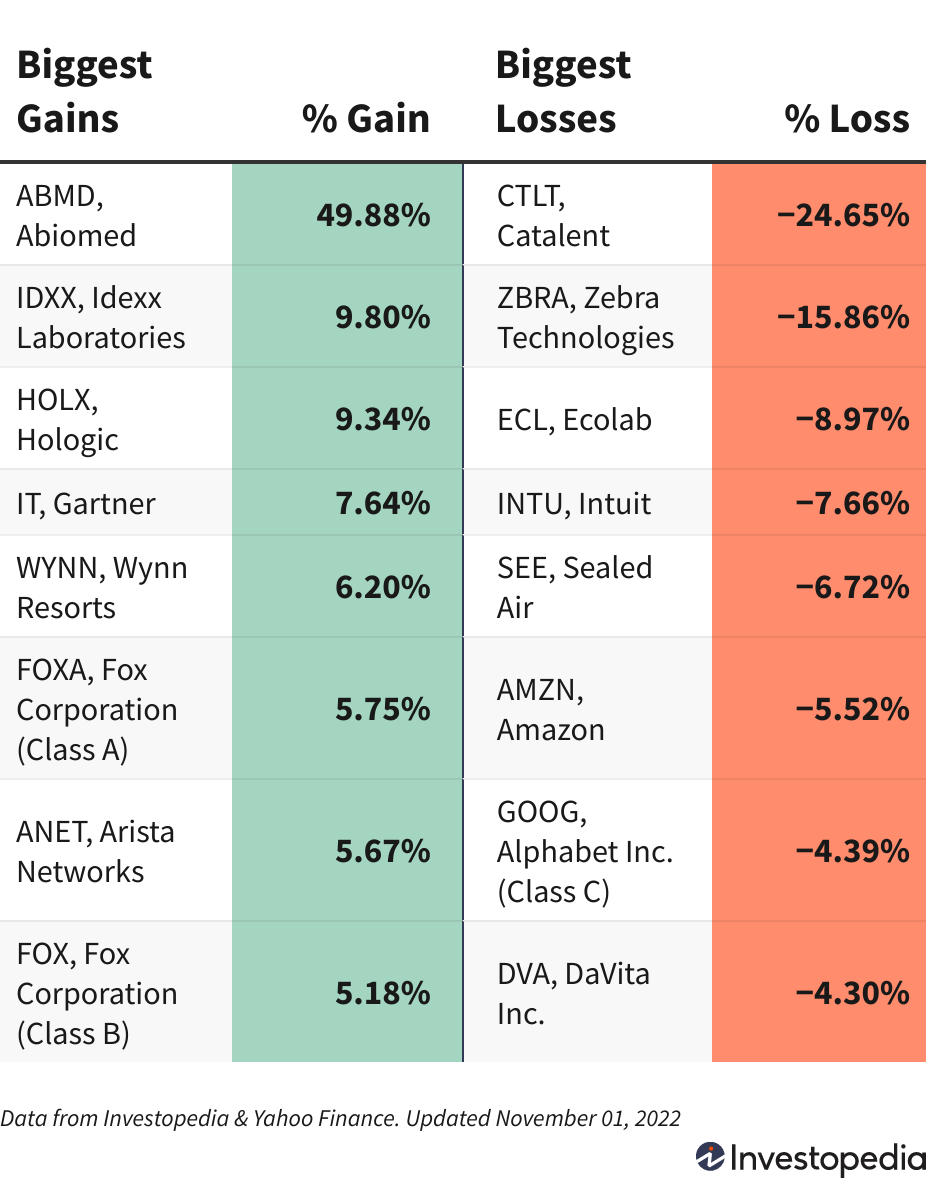 Biggest
Gains
% Gain
Biggest
Losses
% Loss
ABMD,
Abiomed
49.88%
CTLT,
Catalent
−24.65%
IDXX, Idexx
Laboratories
9.80%
ZBRA, Zebra
Technologies
−15.86%
HOLX,
Hologic
9.34%
ECL, Ecolab
−8.97%
IT, Gartner
7.64%
INTU, Intuit
−7.66%
WYNN, Wynn
Resorts
6.20%
SEE, Sealed
Air
−6.72%
FOXA, Fox
Corporation
(Class A)
5.75%
AMZN,
Amazon
−5.52%
ANET, Arista
Networks
5.67%
GOOG,
Alphabet Inc.
(Class C)
−4.39%
FOX, Fox
Corporation
(Class B)
5.18%
DVA, DaVita
Inc.
−4.30%
Data from Investopedia & Yahoo Finance. Updated November 01, 2022
Investopedia